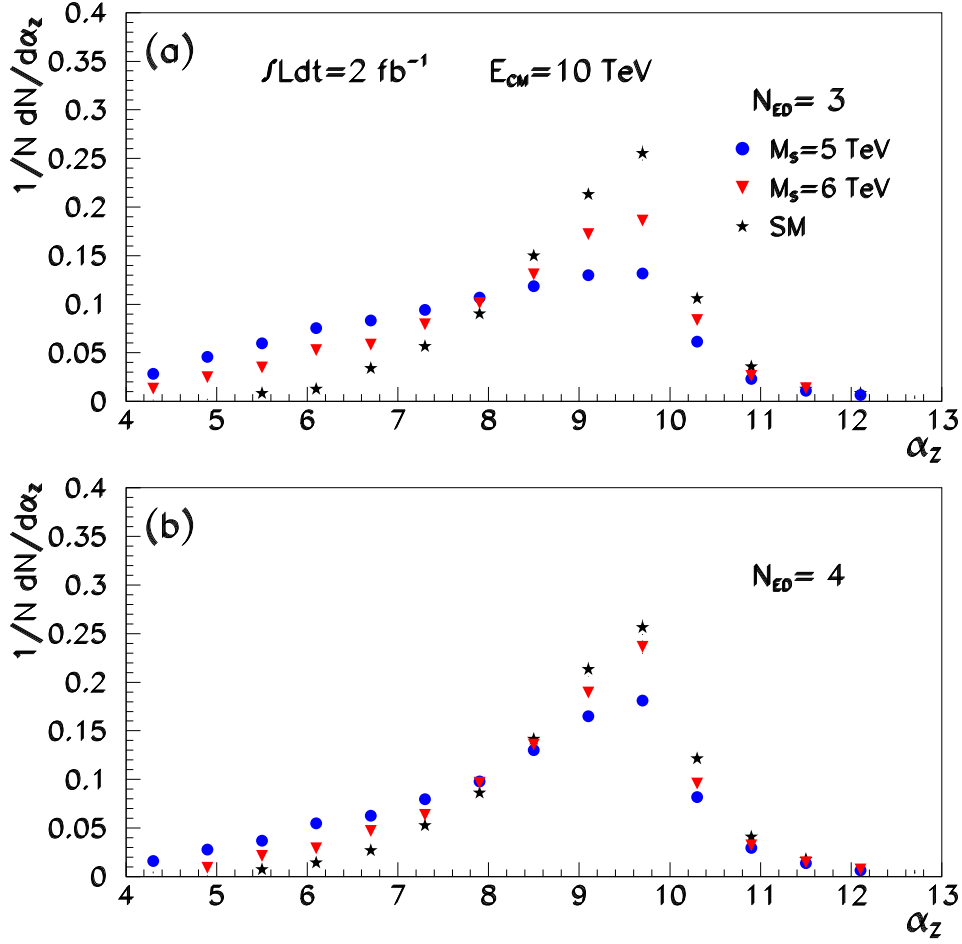 (a)
∫Ldt=2 fb⁻¹ E_CM=10 TeV
N_ED= 3
M_s=5 TeV
M_s=6 TeV
SM
1/N dN/dα_Z
0.4
0.35
0.3
0.25
0.2
0.15
0.1
0.05
0
4 5 6 7 8 9 10 11 12 13
α_Z
(b)
N_ED= 4
1/N dN/dα_Z
0.4
0.35
0.3
0.25
0.2
0.15
0.1
0.05
0
4 5 6 7 8 9 10 11 12 13
α_Z